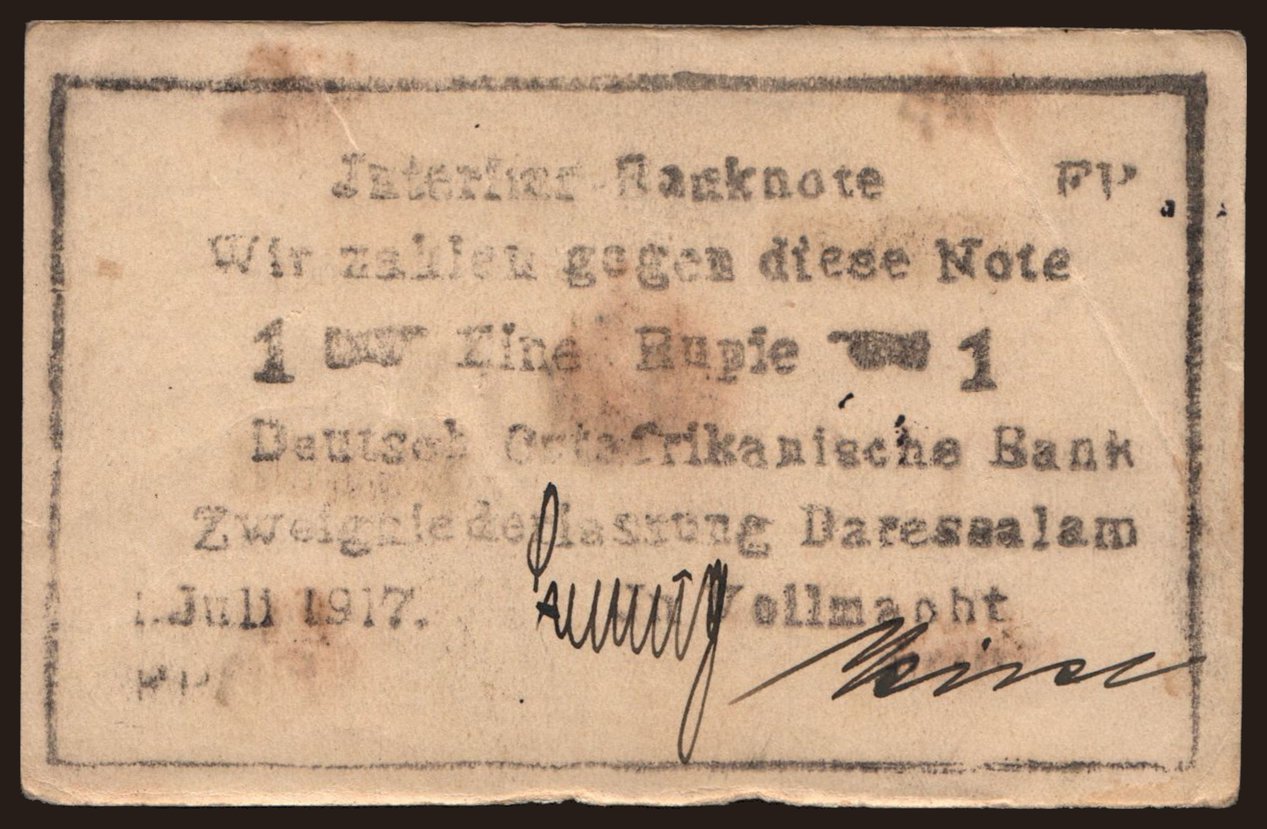 Interims-Banknote FP
Wir zahlen gegen diese Note
1 Eine Rupie 1
Deutsch Ostafrikanische Bank
Zweigniederlassung Daressalam
1.Juli 1917. In Vollmacht
FP